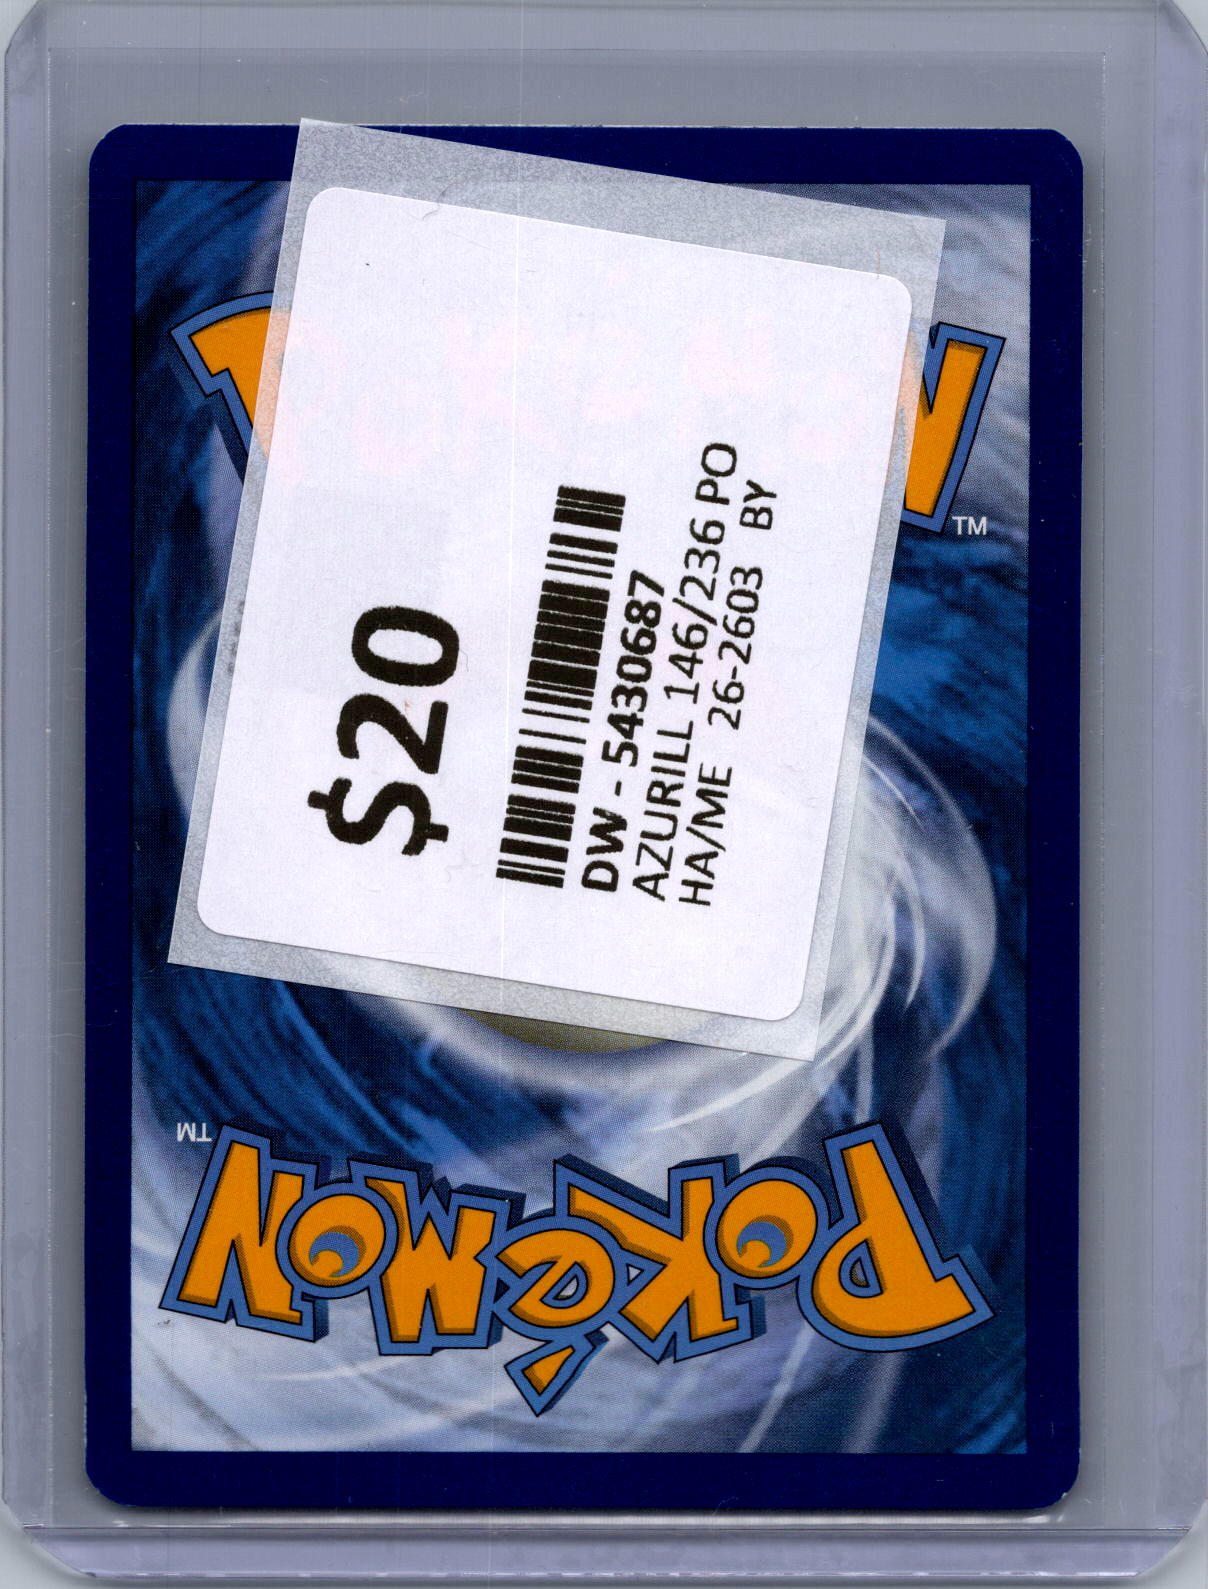 $20
DW - 5430687
AZURILL 146/236 PO
HA/ME 26-2603 BY
N
TM
POKéMON
TM